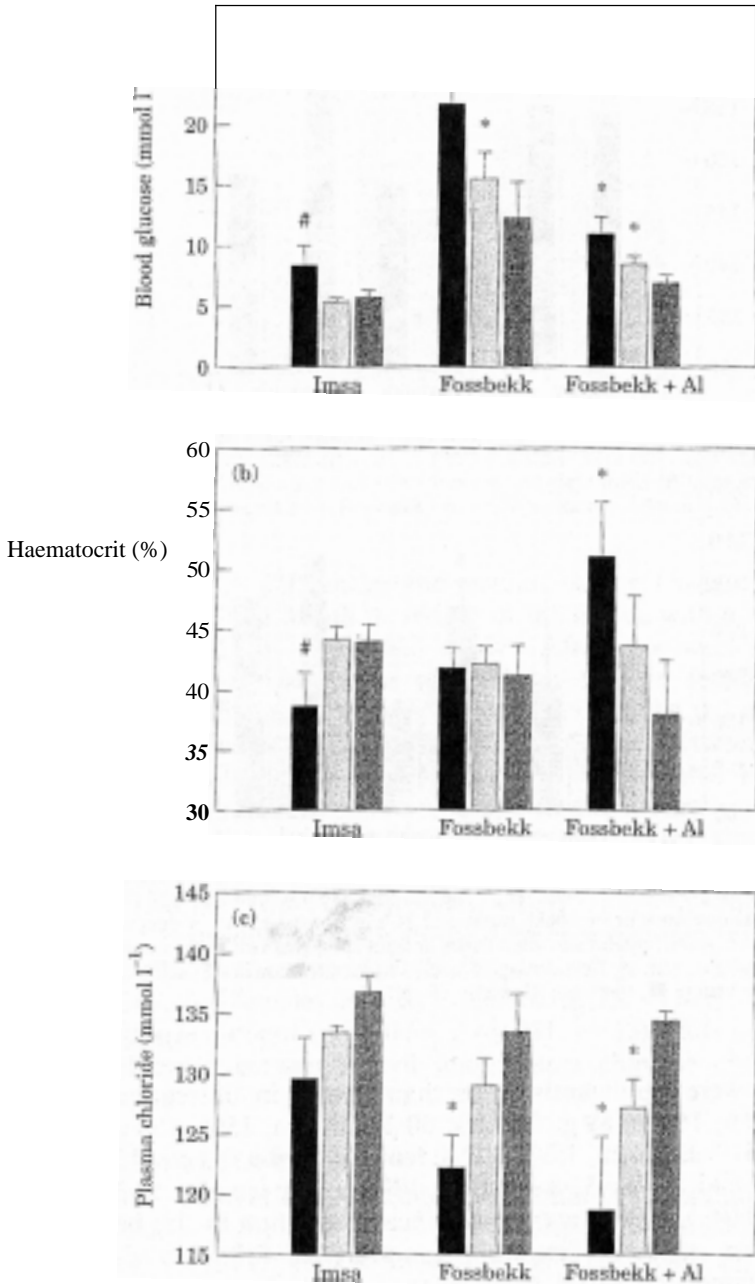 Blood glucose (mmol l
20
15
10
5
0
#
*
*
*
Imsa
Fossbekk
Fossbekk + Al
Haematocrit (%)
(b)
60
55
50
45
40
35
30
#
*
Imsa
Fossbekk
Fossbekk + Al
Plasma chloride (mmol l⁻¹)
(c)
145
140
135
130
125
120
115
*
*
*
Imsa
Fossbekk
Fossbekk + Al